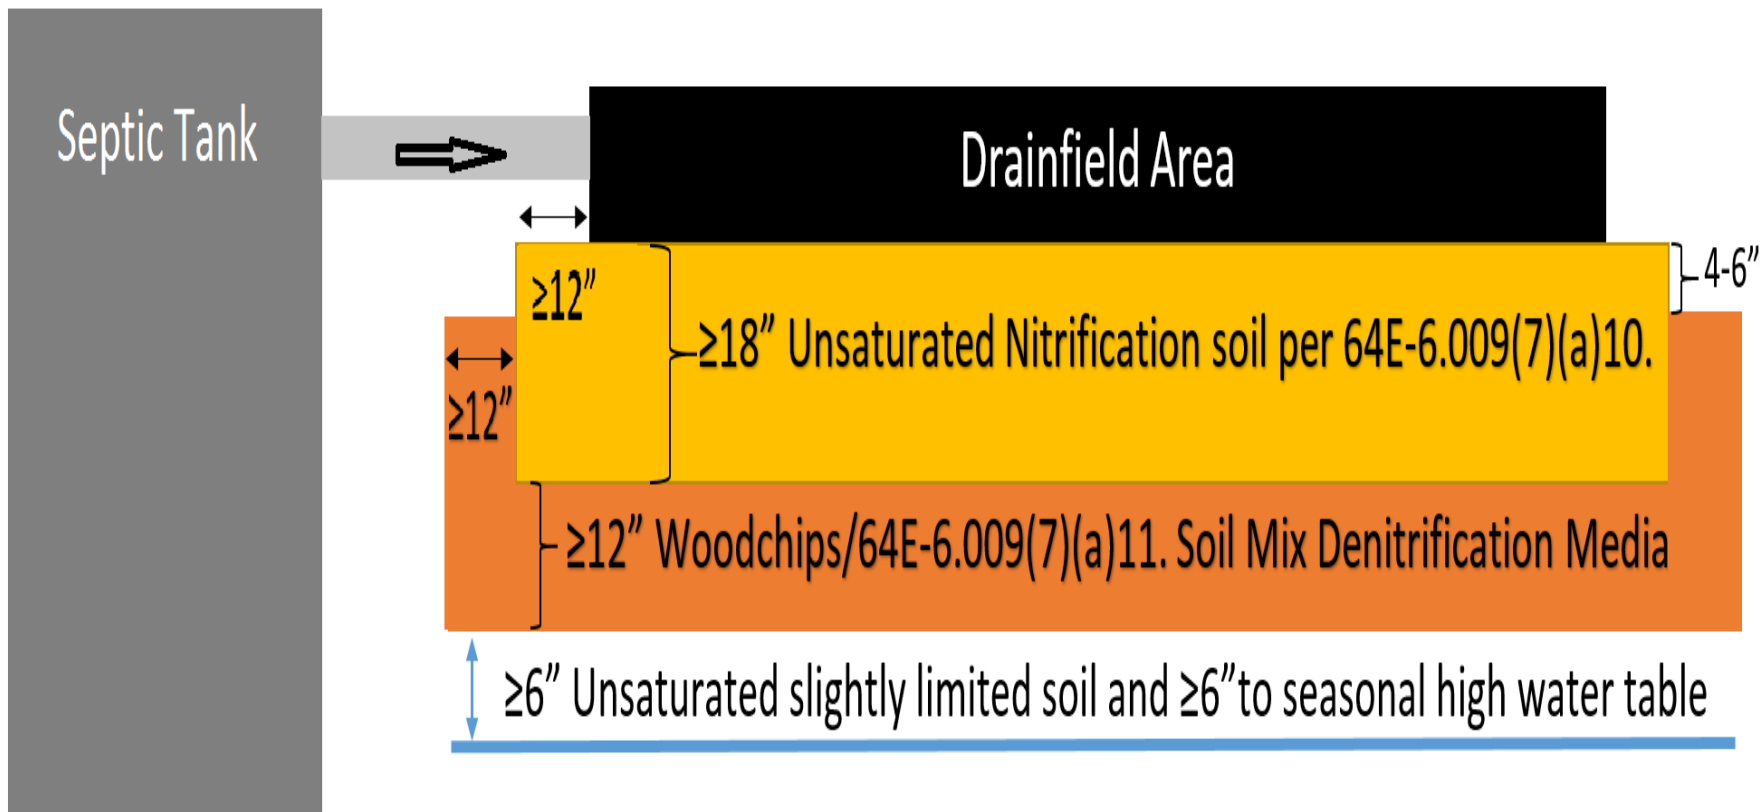 Septic Tank
Drainfield Area
4-6”
≥12”
≥18” Unsaturated Nitrification soil per 64E-6.009(7)(a)10.
≥12”
≥12” Woodchips/64E-6.009(7)(a)11. Soil Mix Denitrification Media
≥6” Unsaturated slightly limited soil and ≥6”to seasonal high water table